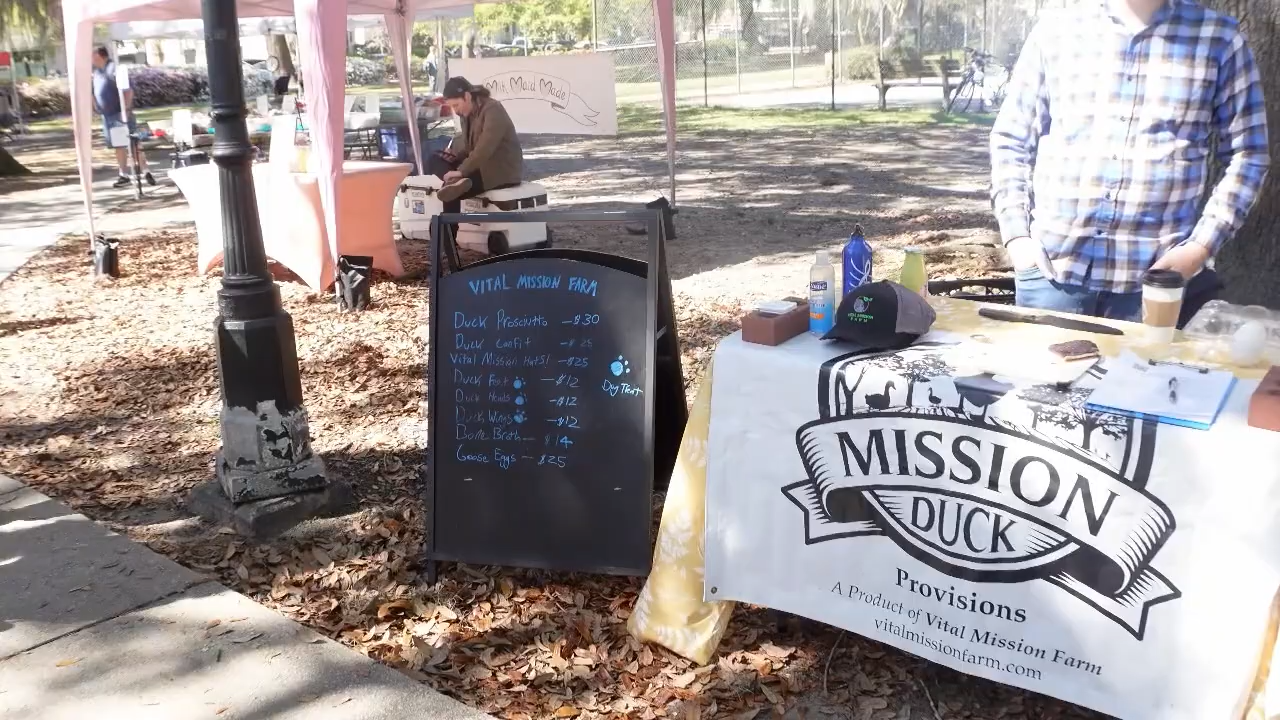 Mil Maid Made
VITAL MISSION FARM
Duck Prosciutto - $30
Duck Confit - $ 25
Vital Mission Hats! - $25
Duck Feet - $12
Duck Heads - $12
Duck Wings - $12
Bone Broth - $14
Goose Eggs - $25
Dog Treat
MISSION
DUCK
Provisions
A Product of Vital Mission Farm
vitalmissionfarm.com